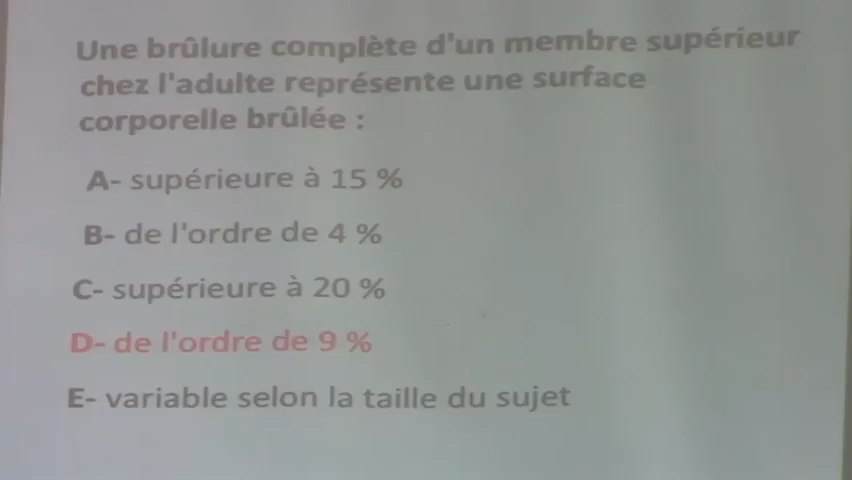 Une brûlure complète d'un membre supérieur
chez l'adulte représente une surface
corporelle brûlée :
A- supérieure à 15 %
B- de l'ordre de 4 %
C- supérieure à 20 %
D- de l'ordre de 9 %
E- variable selon la taille du sujet